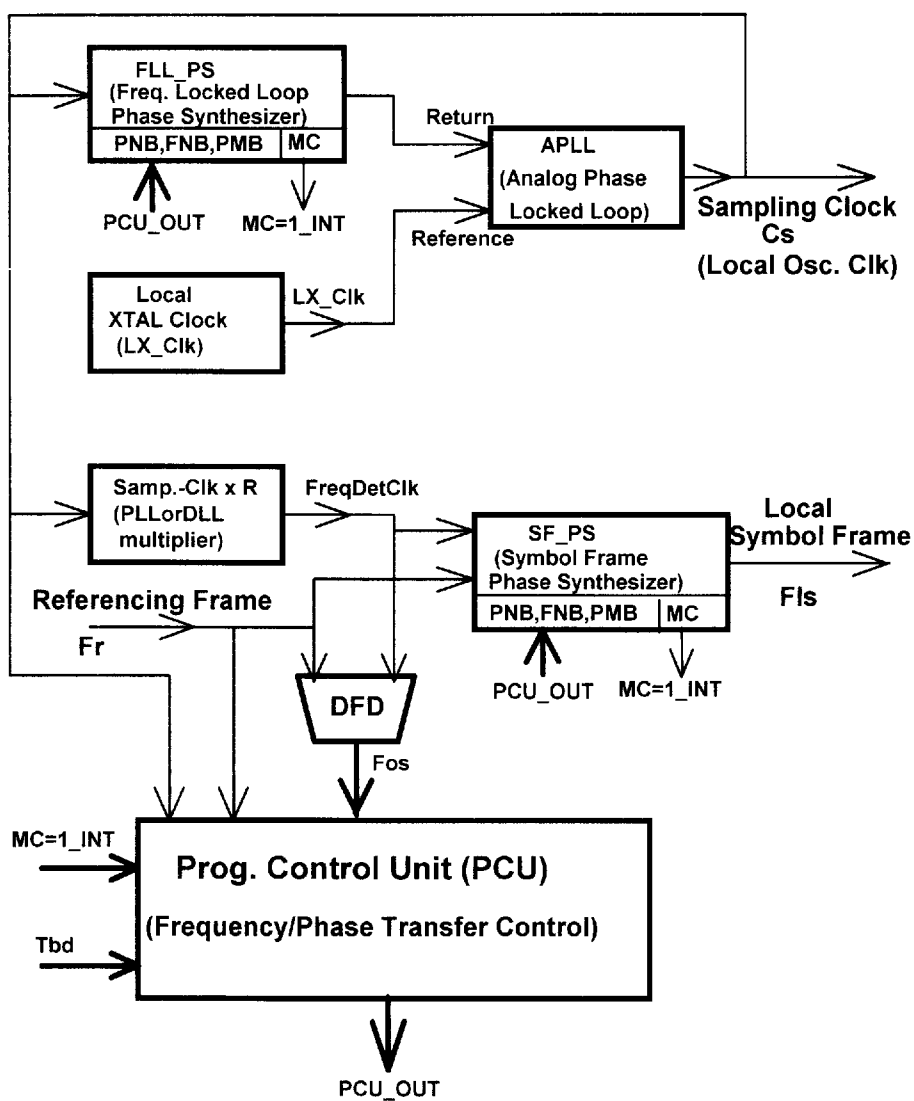 FLL_PS
(Freq. Locked Loop
Phase Synthesizer)
PNB,FNB,PMB
MC
PCU_OUT
MC=1_INT
Return
Reference
APLL
(Analog Phase
Locked Loop)
Sampling Clock
Cs
(Local Osc. Clk)
Local
XTAL Clock
(LX_Clk)
LX_Clk
Samp.-Clk x R
(PLLorDLL
multiplier)
FreqDetClk
SF_PS
(Symbol Frame
Phase Synthesizer)
PNB,FNB,PMB
MC
PCU_OUT
MC=1_INT
Local
Symbol Frame
Fls
Referencing Frame
Fr
DFD
Fos
MC=1_INT
Tbd
Prog. Control Unit (PCU)
(Frequency/Phase Transfer Control)
PCU_OUT